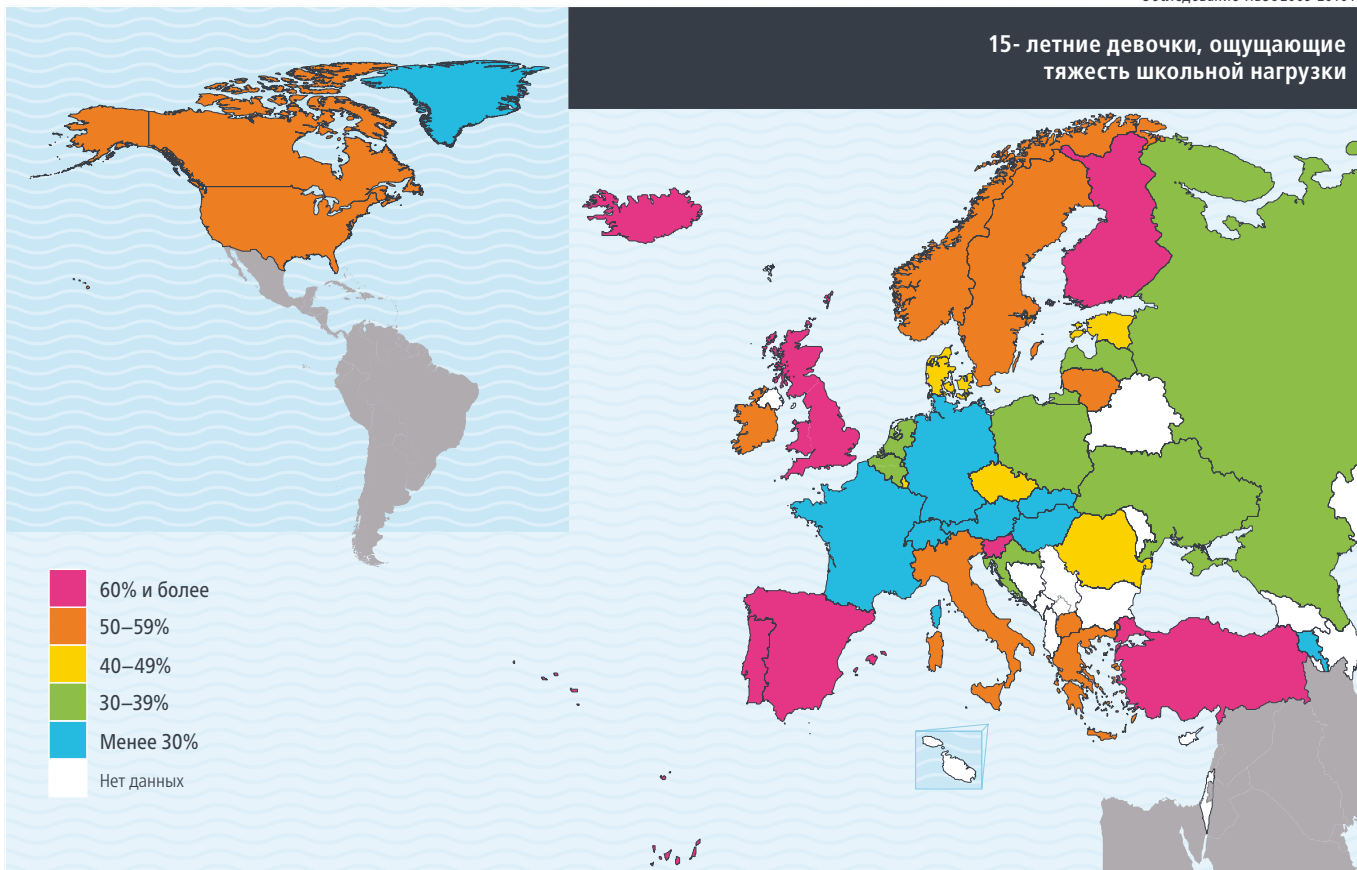 15- летние девочки, ощущающие
тяжесть школьной нагрузки
60% и более
50–59%
40–49%
30–39%
Менее 30%
Нет данных